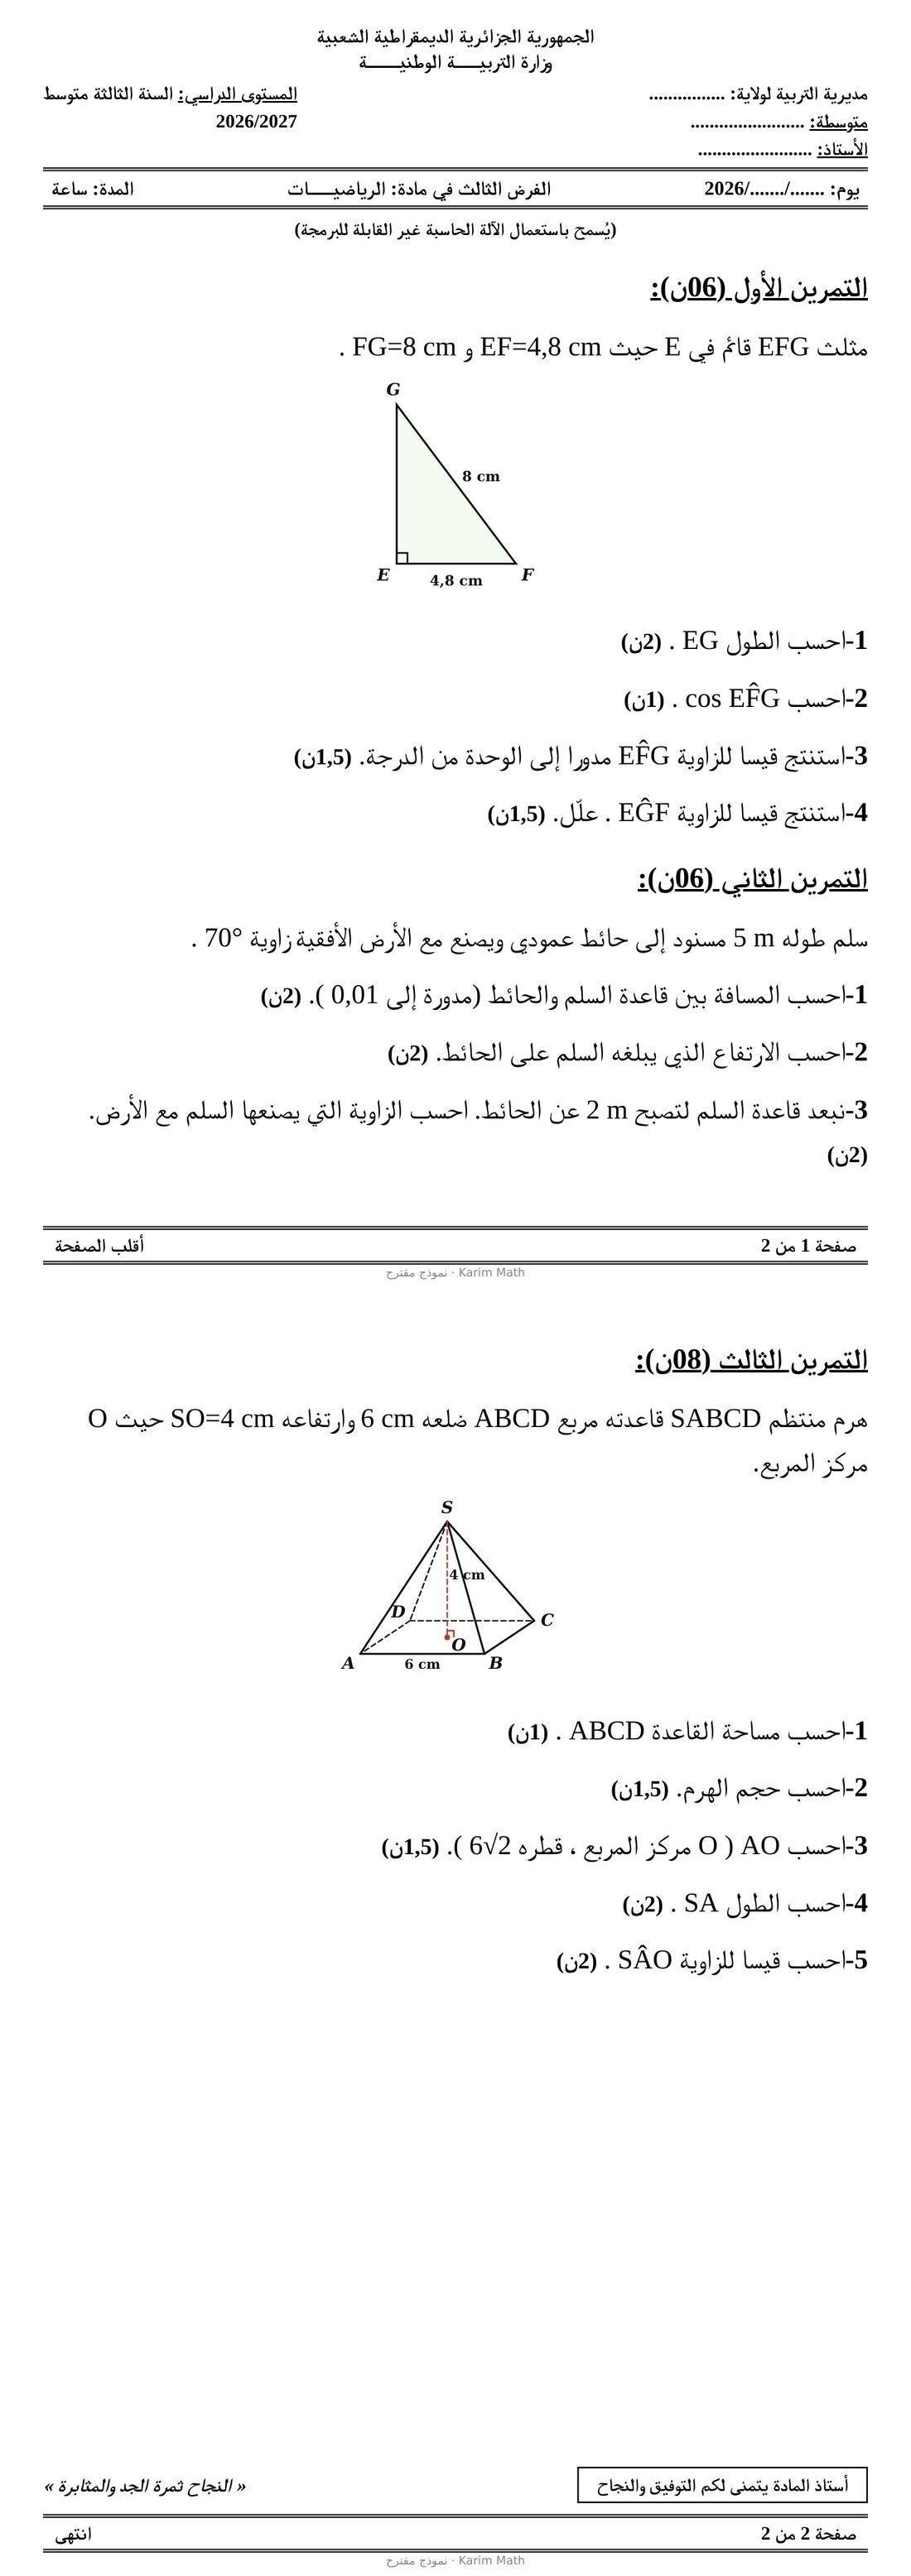 الجمهورية الجزائرية الديمقراطية الشعبية
وزارة التربيـــــة الوطنيـــــــة
مديرية التربية لولاية: ................
المستوى الدراسي: السنة الثالثة متوسط
متوسطة: ........................
2026/2027
الأستاذ: ........................
يوم: ......./......./2026
الفرض الثالث في مادة: الرياضيـــــات
المدة: ساعة
(يُسمح باستعمال الآلة الحاسبة غير القابلة للبرمجة)
التمرين الأول (06ن):
مثلث EFG قائم في E حيث EF=4,8 cm و FG=8 cm .
G
8 cm
E
4,8 cm
F
1-احسب الطول EG . (2ن)
2-احسب cos EF̂G . (1ن)
3-استنتج قيسا للزاوية EF̂G مدورا إلى الوحدة من الدرجة. (1,5ن)
4-استنتج قيسا للزاوية EĜF . علّل. (1,5ن)
التمرين الثاني (06ن):
سلم طوله 5 m مسنود إلى حائط عمودي ويصنع مع الأرض الأفقية زاوية 70° .
1-احسب المسافة بين قاعدة السلم والحائط (مدورة إلى 0,01 ). (2ن)
2-احسب الارتفاع الذي يبلغه السلم على الحائط. (2ن)
3-نبعد قاعدة السلم لتصبح 2 m عن الحائط. احسب الزاوية التي يصنعها السلم مع الأرض.
(2ن)
صفحة 1 من 2
أقلب الصفحة
Karim Math · نموذج مقترح
التمرين الثالث (08ن):
هرم منتظم SABCD قاعدته مربع ABCD ضلعه 6 cm وارتفاعه SO=4 cm حيث O
مركز المربع.
S
4 cm
D
C
O
A
6 cm
B
1-احسب مساحة القاعدة ABCD . (1ن)
2-احسب حجم الهرم. (1,5ن)
3-احسب AO ( O مركز المربع ، قطره 6√2 ). (1,5ن)
4-احسب الطول SA . (2ن)
5-احسب قيسا للزاوية SÂO . (2ن)
أستاذ المادة يتمنى لكم التوفيق والنجاح
« النجاح ثمرة الجد والمثابرة »
صفحة 2 من 2
انتهى
Karim Math · نموذج مقترح